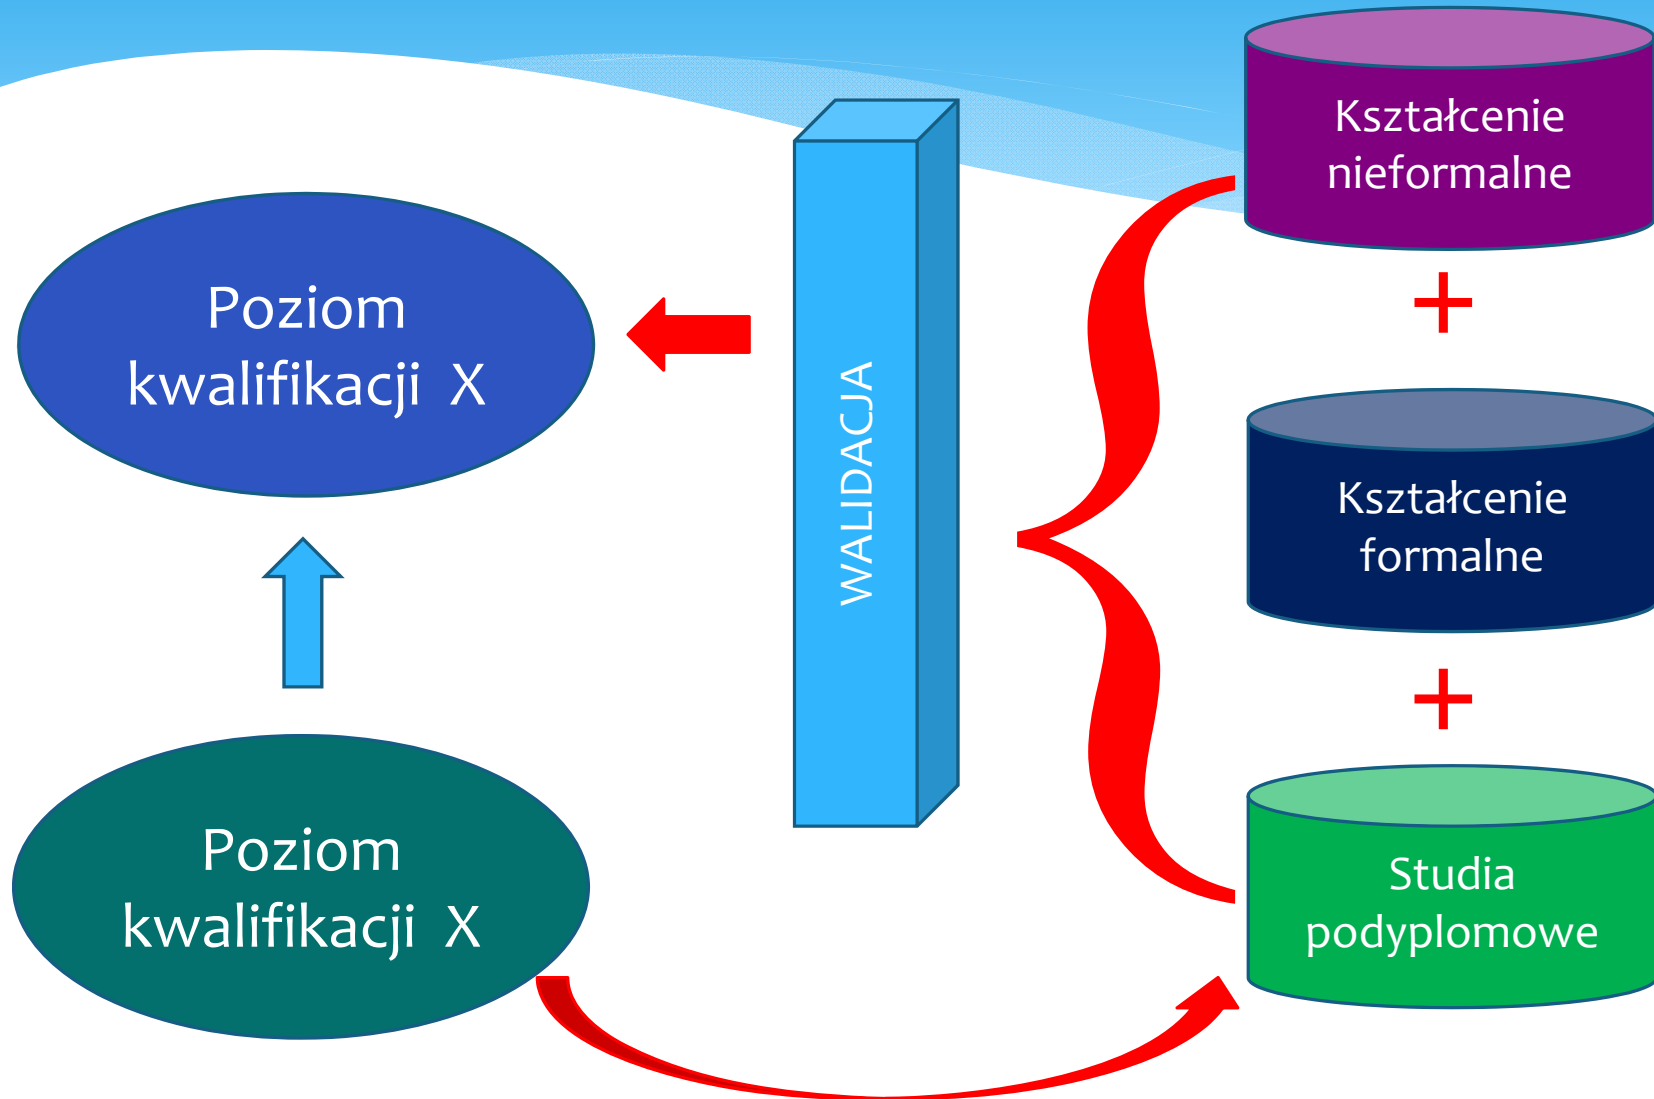 Poziom
kwalifikacji X
Poziom
kwalifikacji X
WALIDACJA
Kształcenie
nieformalne
+
Kształcenie
formalne
+
Studia
podyplomowe